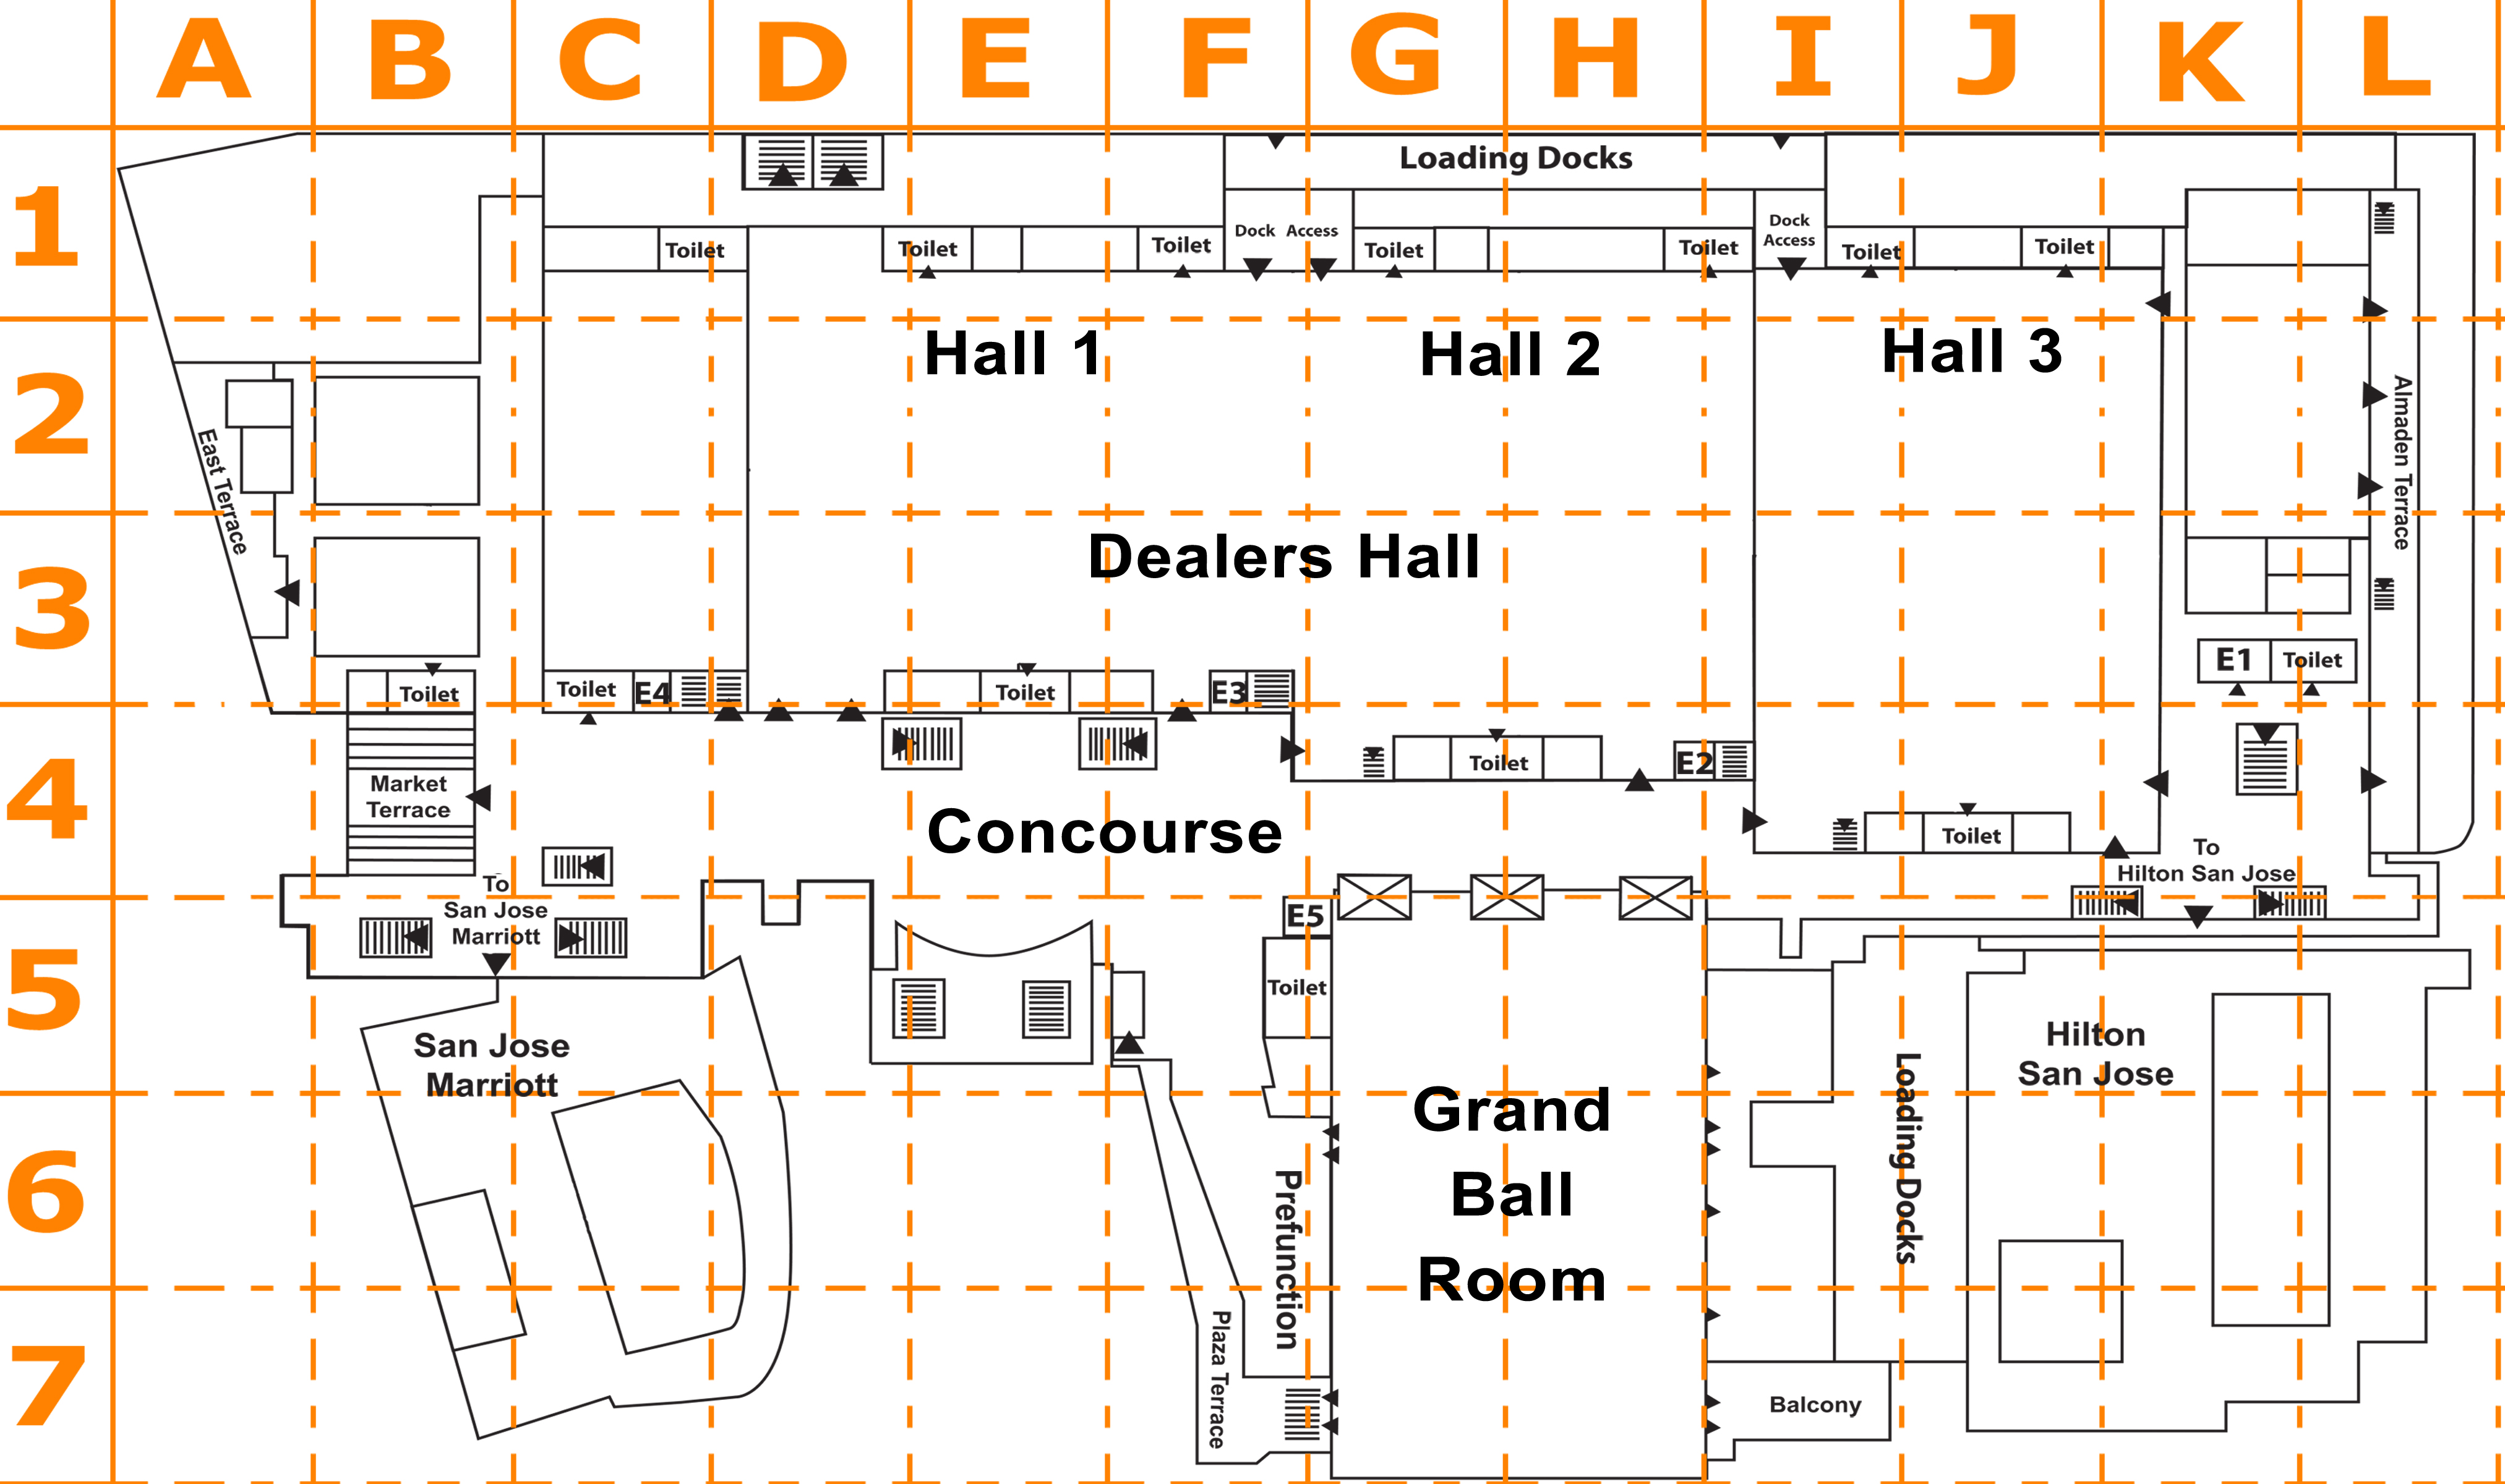 A B C D E F G H I J K L
1
Loading Docks
Toilet
Toilet
Toilet
Dock Access
Toilet
Toilet
Dock
Access
Toilet
Toilet
2
Hall 1
Hall 2
Hall 3
East Terrace
Almaden Terrace
3
Dealers Hall
Toilet
Toilet
E4
Toilet
E3
E1
Toilet
4
Market
Terrace
Concourse
Toilet
E2
Toilet
To
San Jose
Marriott
To
Hilton San Jose
5
E5
Toilet
San Jose
Marriott
Hilton
San Jose
6
Prefunction
Grand
Ball
Room
Loading Docks
7
Plaza Terrace
Balcony